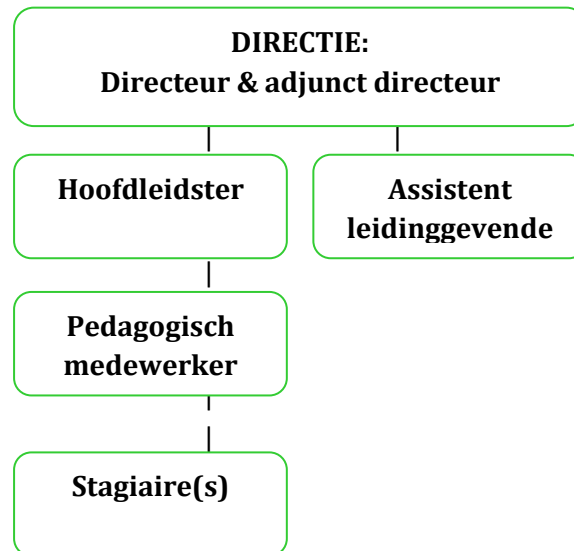 DIRECTIE:
Directeur & adjunct directeur
Hoofdleidster
Assistent
leidinggevende
Pedagogisch
medewerker
Stagiaire(s)